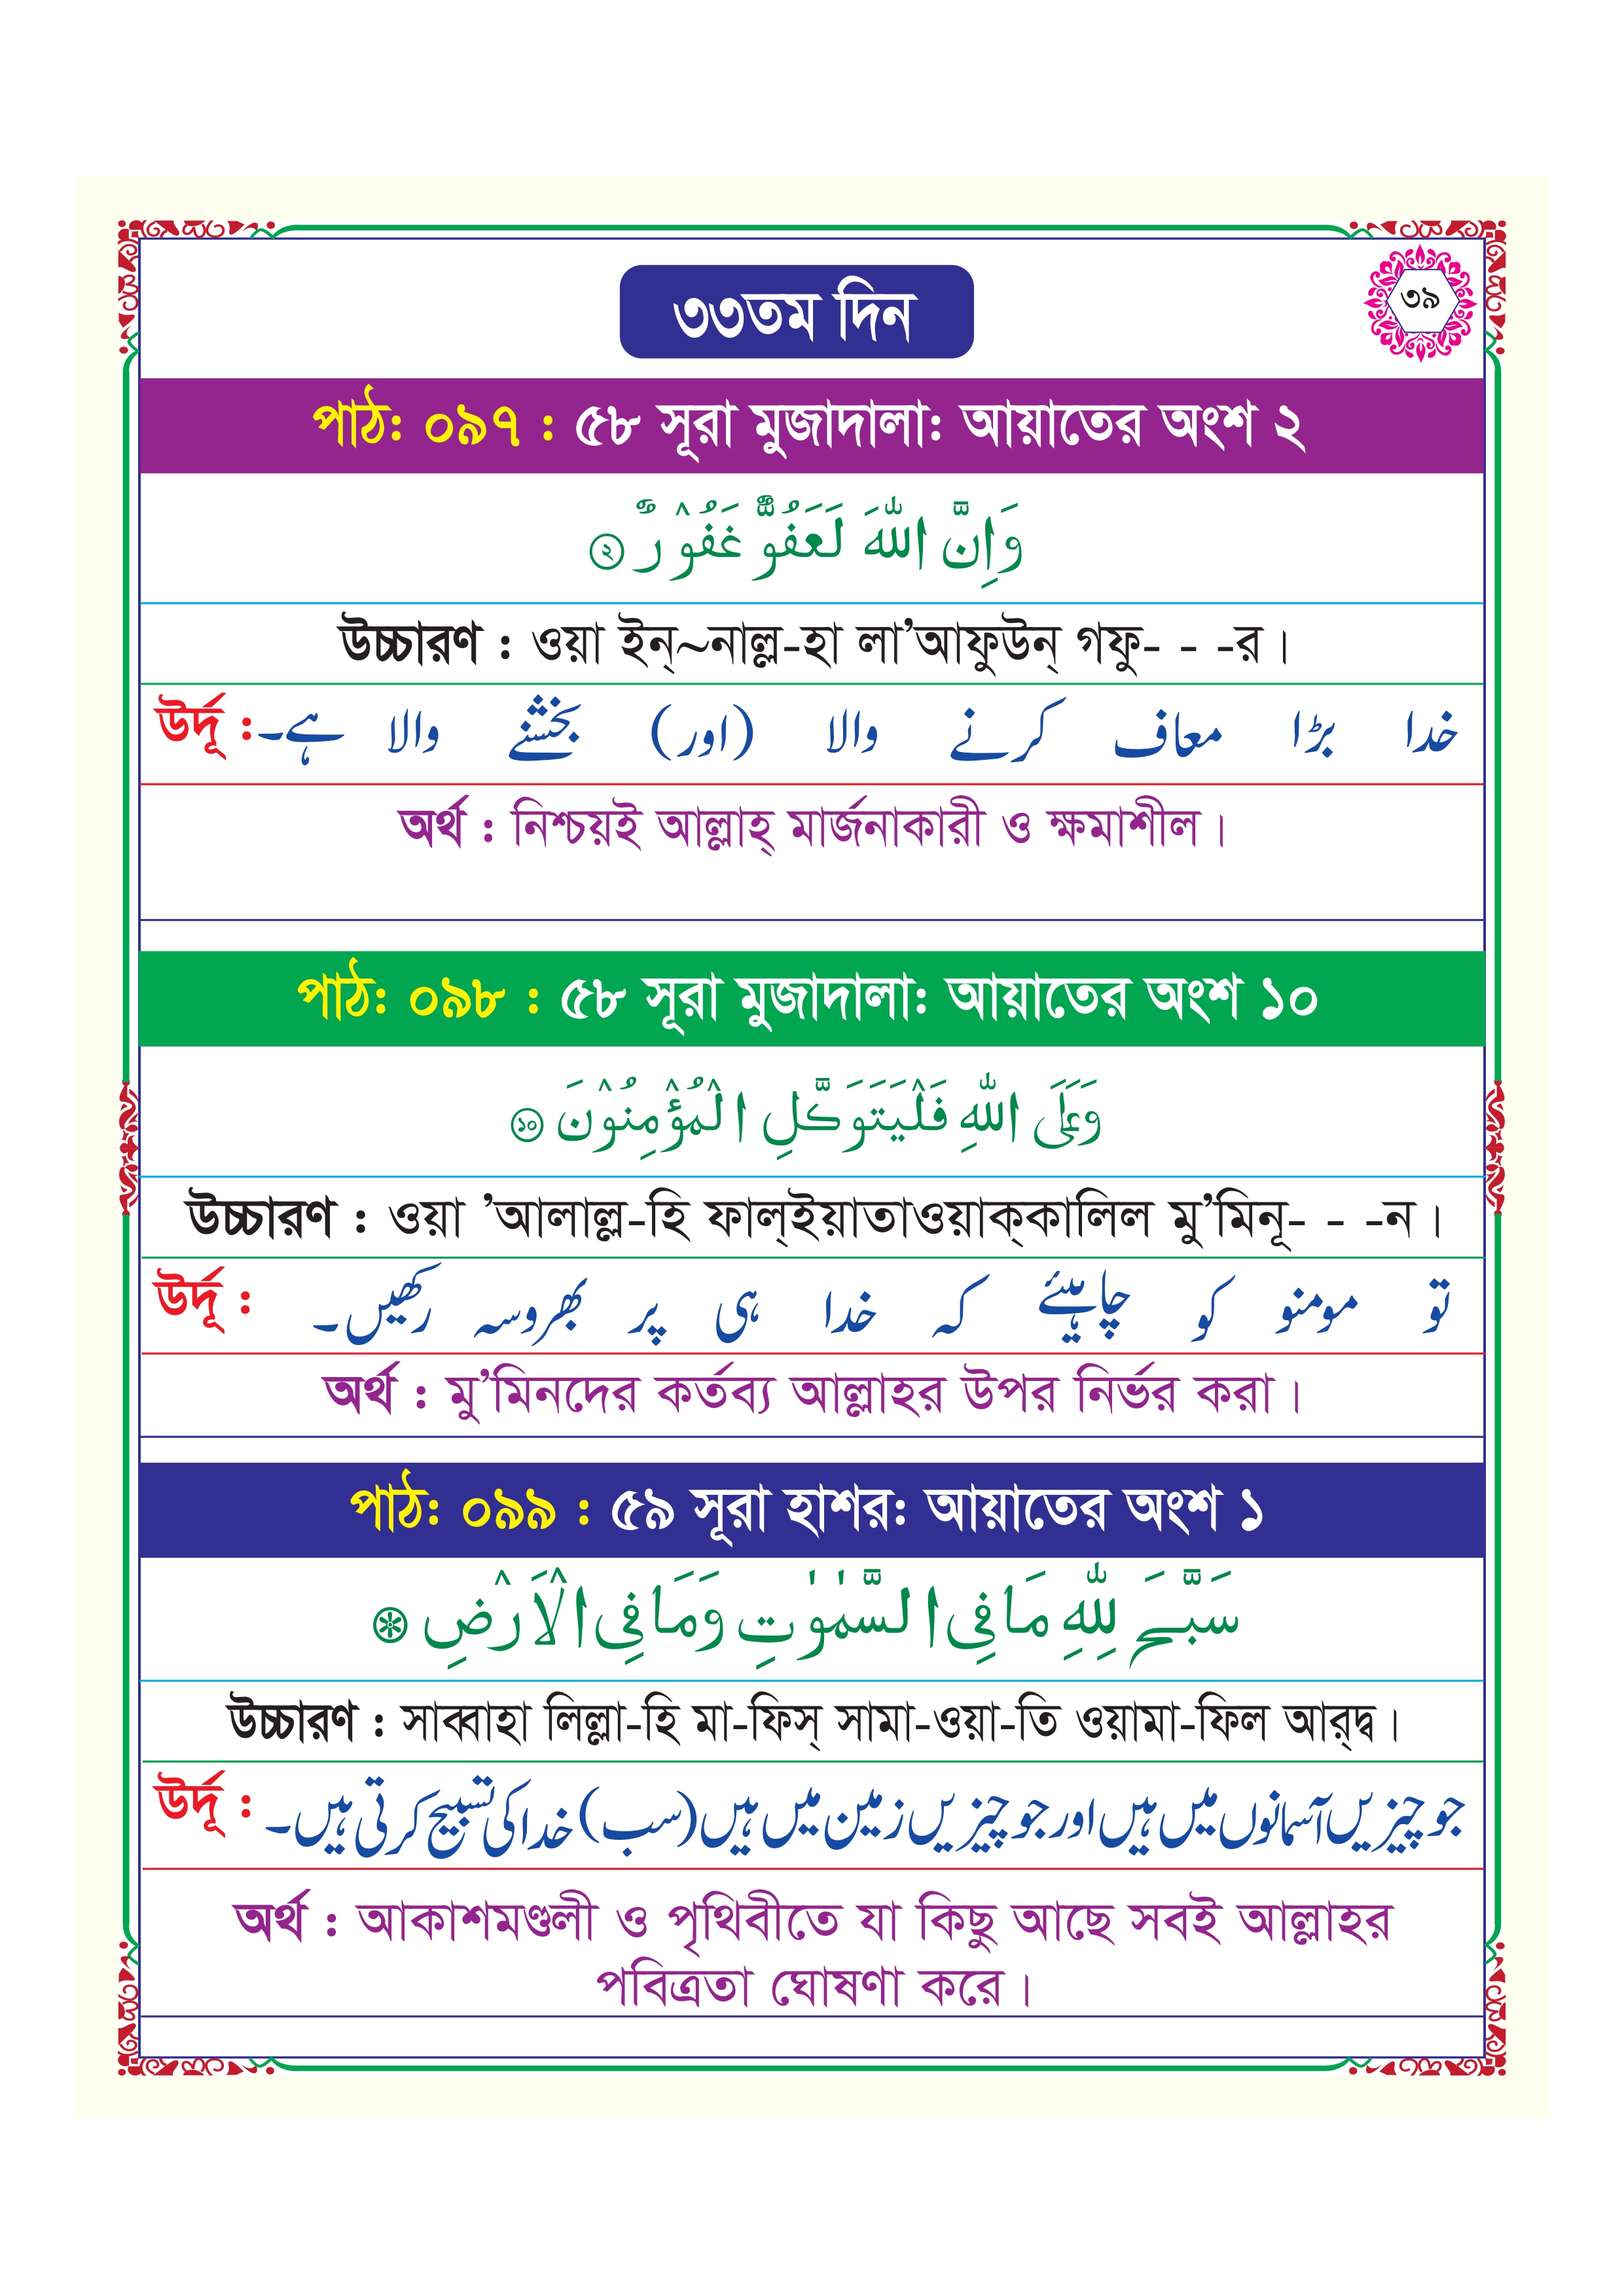 ৩৩তম দিন
৩৯
পাঠ: ০৯৭ : ৫৮ সূরা মুজাদালা: আয়াতের অংশ ২
وَاِنَّ اللّٰهَ لَعَفُوٌّ غَفُوْرٌ ۝۲
উচ্চারণ : ওয়া ইন্~নাল্ল-হা লা’আফুউন্ গফু- - -র।
উর্দূ : خدا بڑا معاف کرنے والا (اور) بخشنے والا ہے۔
অর্থ : নিশ্চয়ই আল্লাহ্ মার্জনাকারী ও ক্ষমাশীল।
পাঠ: ০৯৮ : ৫৮ সূরা মুজাদালা: আয়াতের অংশ ১০
وَعَلَى اللّٰهِ فَلْيَتَوَكَّلِ الْمُؤْمِنُوْنَ ۝۱۰
উচ্চারণ : ওয়া ’আলাল্ল-হি ফাল্ইয়াতাওয়াক্কালিল মু’মিনূ- - -ন।
উর্দূ : تو مومنو کو چاہیئے کہ خدا ہی پر بھروسہ رکھیں۔
অর্থ : মু’মিনদের কর্তব্য আল্লাহর উপর নির্ভর করা।
পাঠ: ০৯৯ : ৫৯ সূরা হাশর: আয়াতের অংশ ১
سَبَّحَ لِلّٰهِ مَا فِى السَّمٰوٰتِ وَمَا فِى الْاَرْضِ
উচ্চারণ : সাব্বাহা লিল্লা-হি মা-ফিস্ সামা-ওয়া-তি ওয়ামা-ফিল আর্‌দ্ব।
উর্দূ : جو چیزیں آسمانوں میں ہیں اور جو چیزیں زمین میں ہیں (سب) خدا کی تسبیح کرتی ہیں۔
অর্থ : আকাশমণ্ডলী ও পৃথিবীতে যা কিছু আছে সবই আল্লাহর
পবিত্রতা ঘোষণা করে।